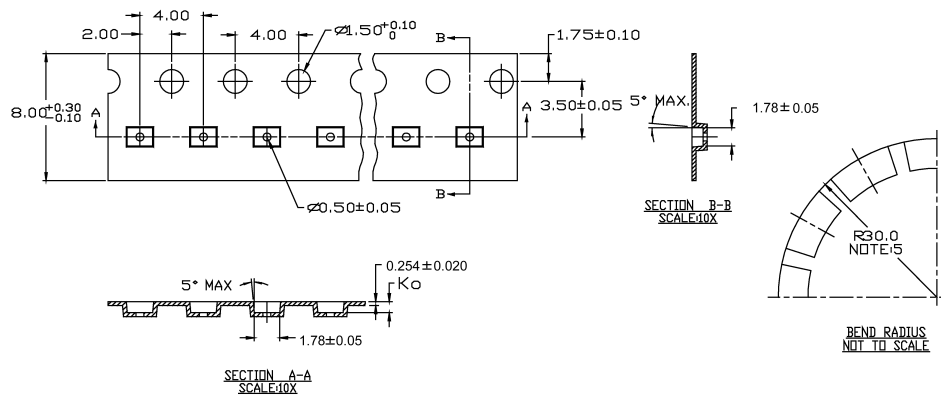 4.00
2.00
4.00
Ø1.50+0.10 0
B
1.75±0.10
8.00+0.30 -0.10
A
A
3.50±0.05
B
Ø0.50±0.05
5° MAX.
1.78±0.05
SECTION B-B
SCALE:10X
R30.0
NOTE:5
5° MAX
0.254±0.020
Ko
1.78±0.05
SECTION A-A
SCALE:10X
BEND RADIUS
NOT TO SCALE